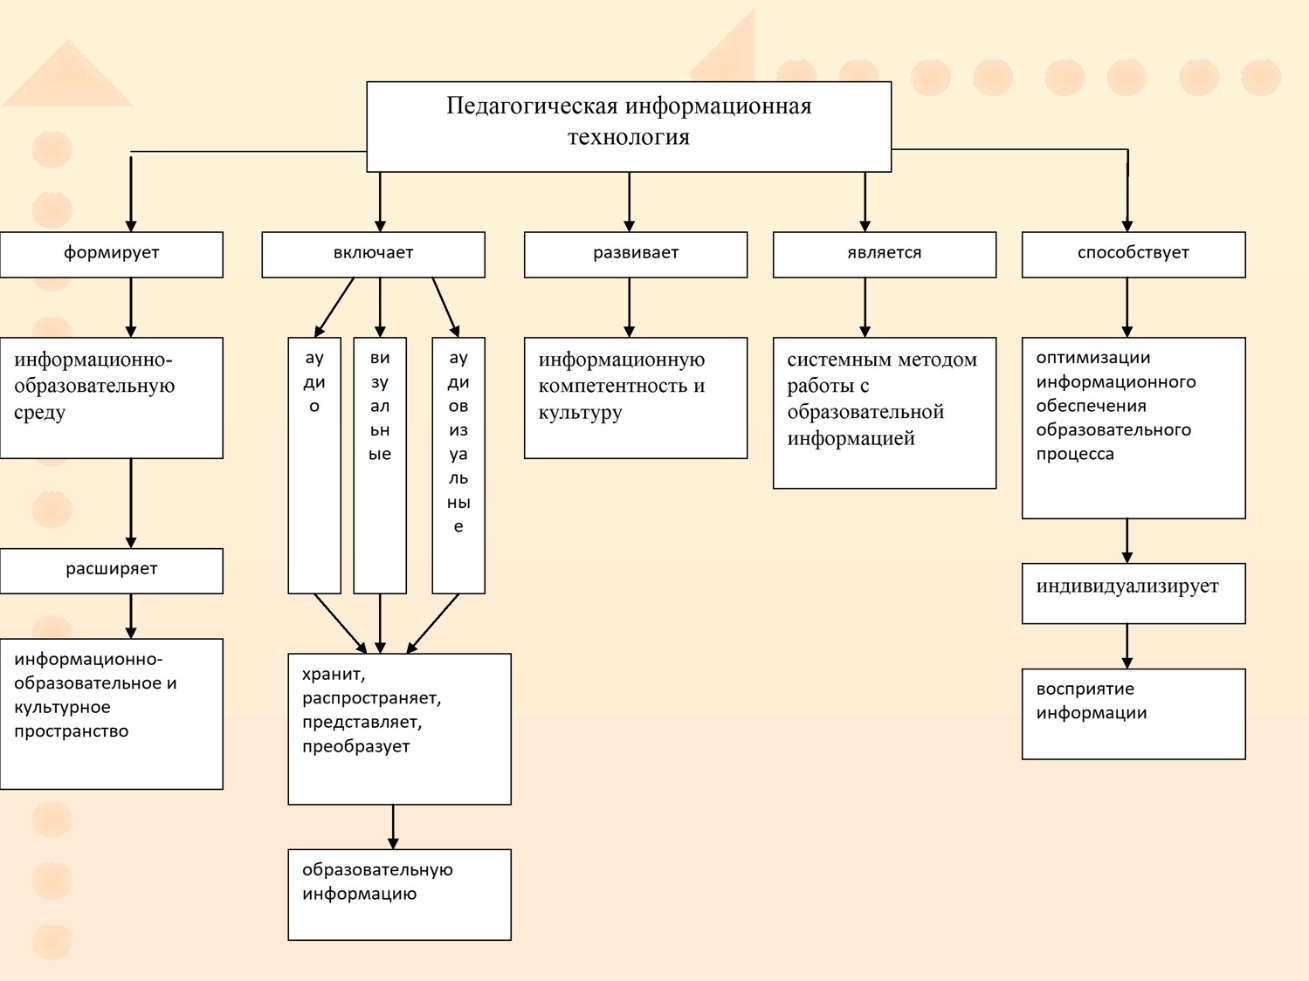 Педагогическая информационная
технология
формирует
включает
развивает
является
способствует
информационно-
образовательную
среду
ау
ди
о
ви
зу
ал
ьн
ые
ау
ди
ов
из
уа
ль
ны
е
информационную
компетентность и
культуру
системным методом
работы с
образовательной
информацией
оптимизации
информационного
обеспечения
образовательного
процесса
расширяет
индивидуализирует
информационно-
образовательное и
культурное
пространство
хранит,
распространяет,
представляет,
преобразует
восприятие
информации
образовательную
информацию